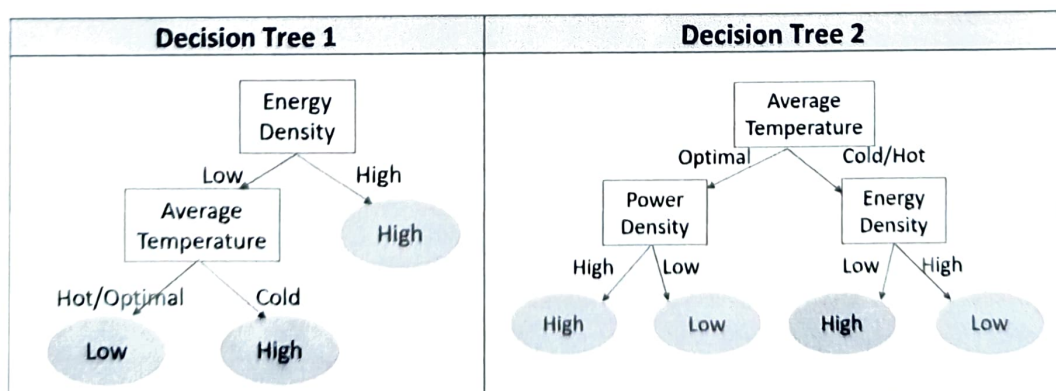 Decision Tree 1
Energy
Density
Low
High
Average
Temperature
High
Hot/Optimal
Cold
Low
High
Decision Tree 2
Average
Temperature
Optimal
Cold/Hot
Power
Density
Energy
Density
High
Low
Low
High
High
Low
High
Low